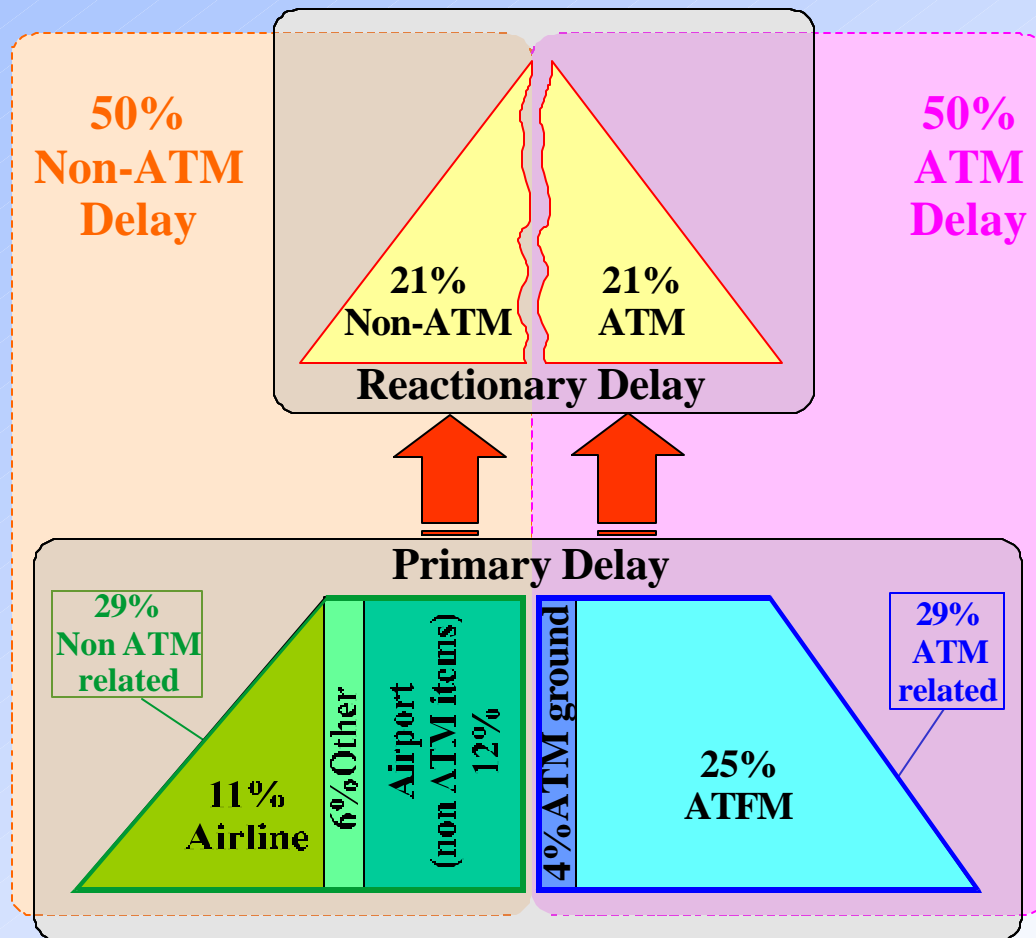 50%
Non-ATM
Delay
50%
ATM
Delay
21%
Non-ATM
21%
ATM
Reactionary Delay
Primary Delay
29%
Non ATM
related
29%
ATM
related
11%
Airline
6%Other
Airport
(non ATM items)
12%
4%ATM ground
25%
ATFM